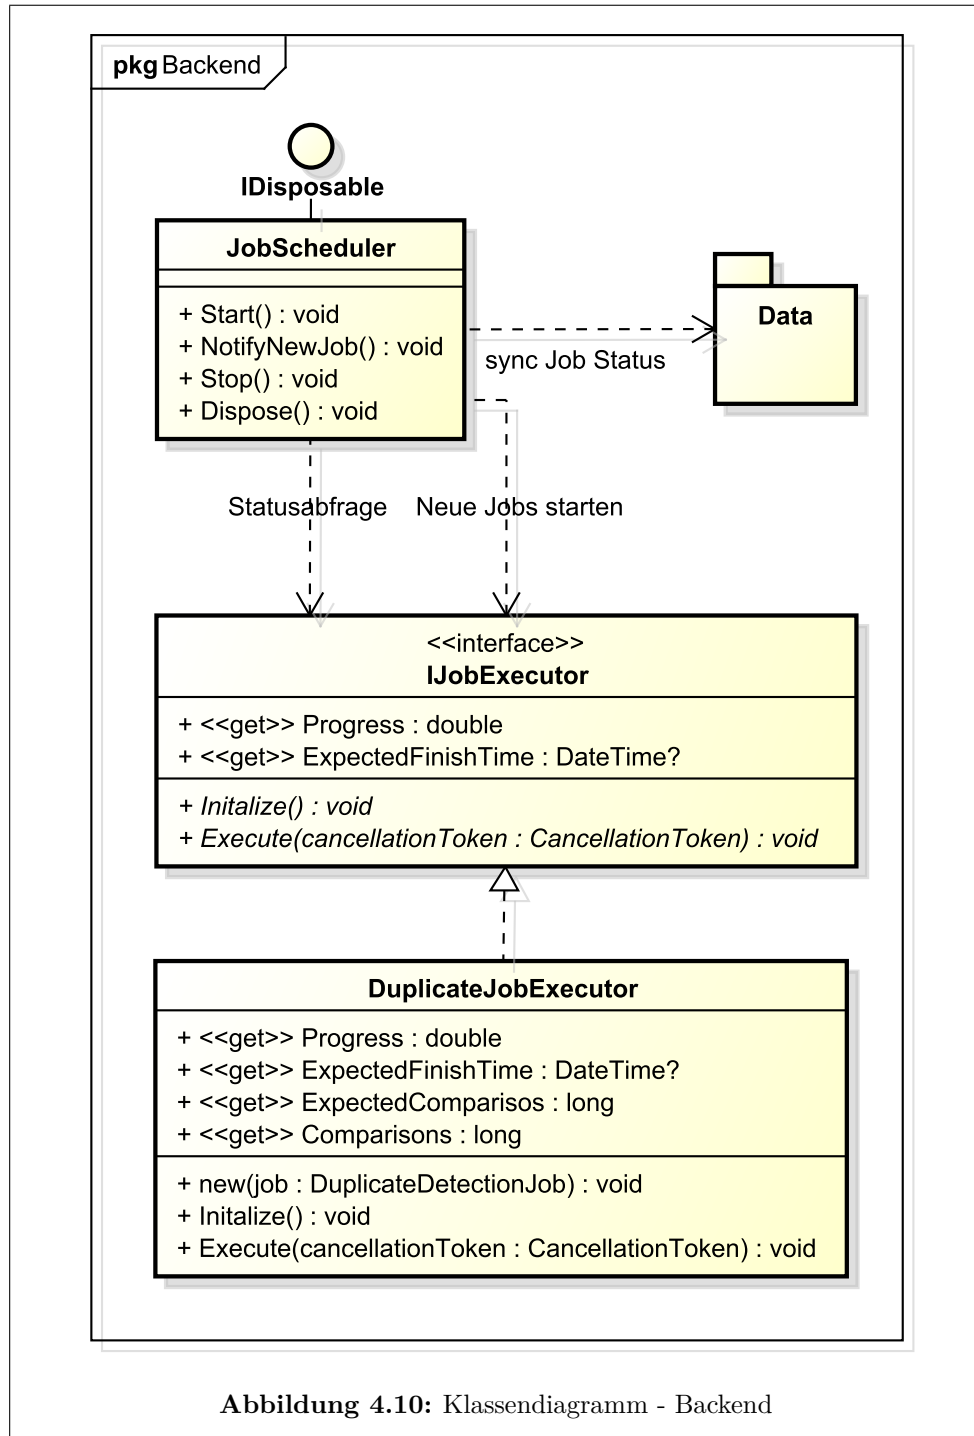 pkg Backend
IDisposable
JobScheduler
+ Start() : void
+ NotifyNewJob() : void
+ Stop() : void
+ Dispose() : void
Data
sync Job Status
Statusabfrage
Neue Jobs starten
<<interface>>
IJobExecutor
+ <<get>> Progress : double
+ <<get>> ExpectedFinishTime : DateTime?
+ Initalize() : void
+ Execute(cancellationToken : CancellationToken) : void
DuplicateJobExecutor
+ <<get>> Progress : double
+ <<get>> ExpectedFinishTime : DateTime?
+ <<get>> ExpectedComparisos : long
+ <<get>> Comparisons : long
+ new(job : DuplicateDetectionJob) : void
+ Initalize() : void
+ Execute(cancellationToken : CancellationToken) : void
Abbildung 4.10: Klassendiagramm - Backend